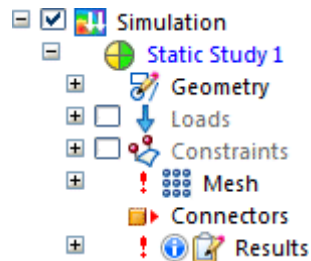 Simulation
Static Study 1
Geometry
Loads
Constraints
Mesh
Connectors
Results